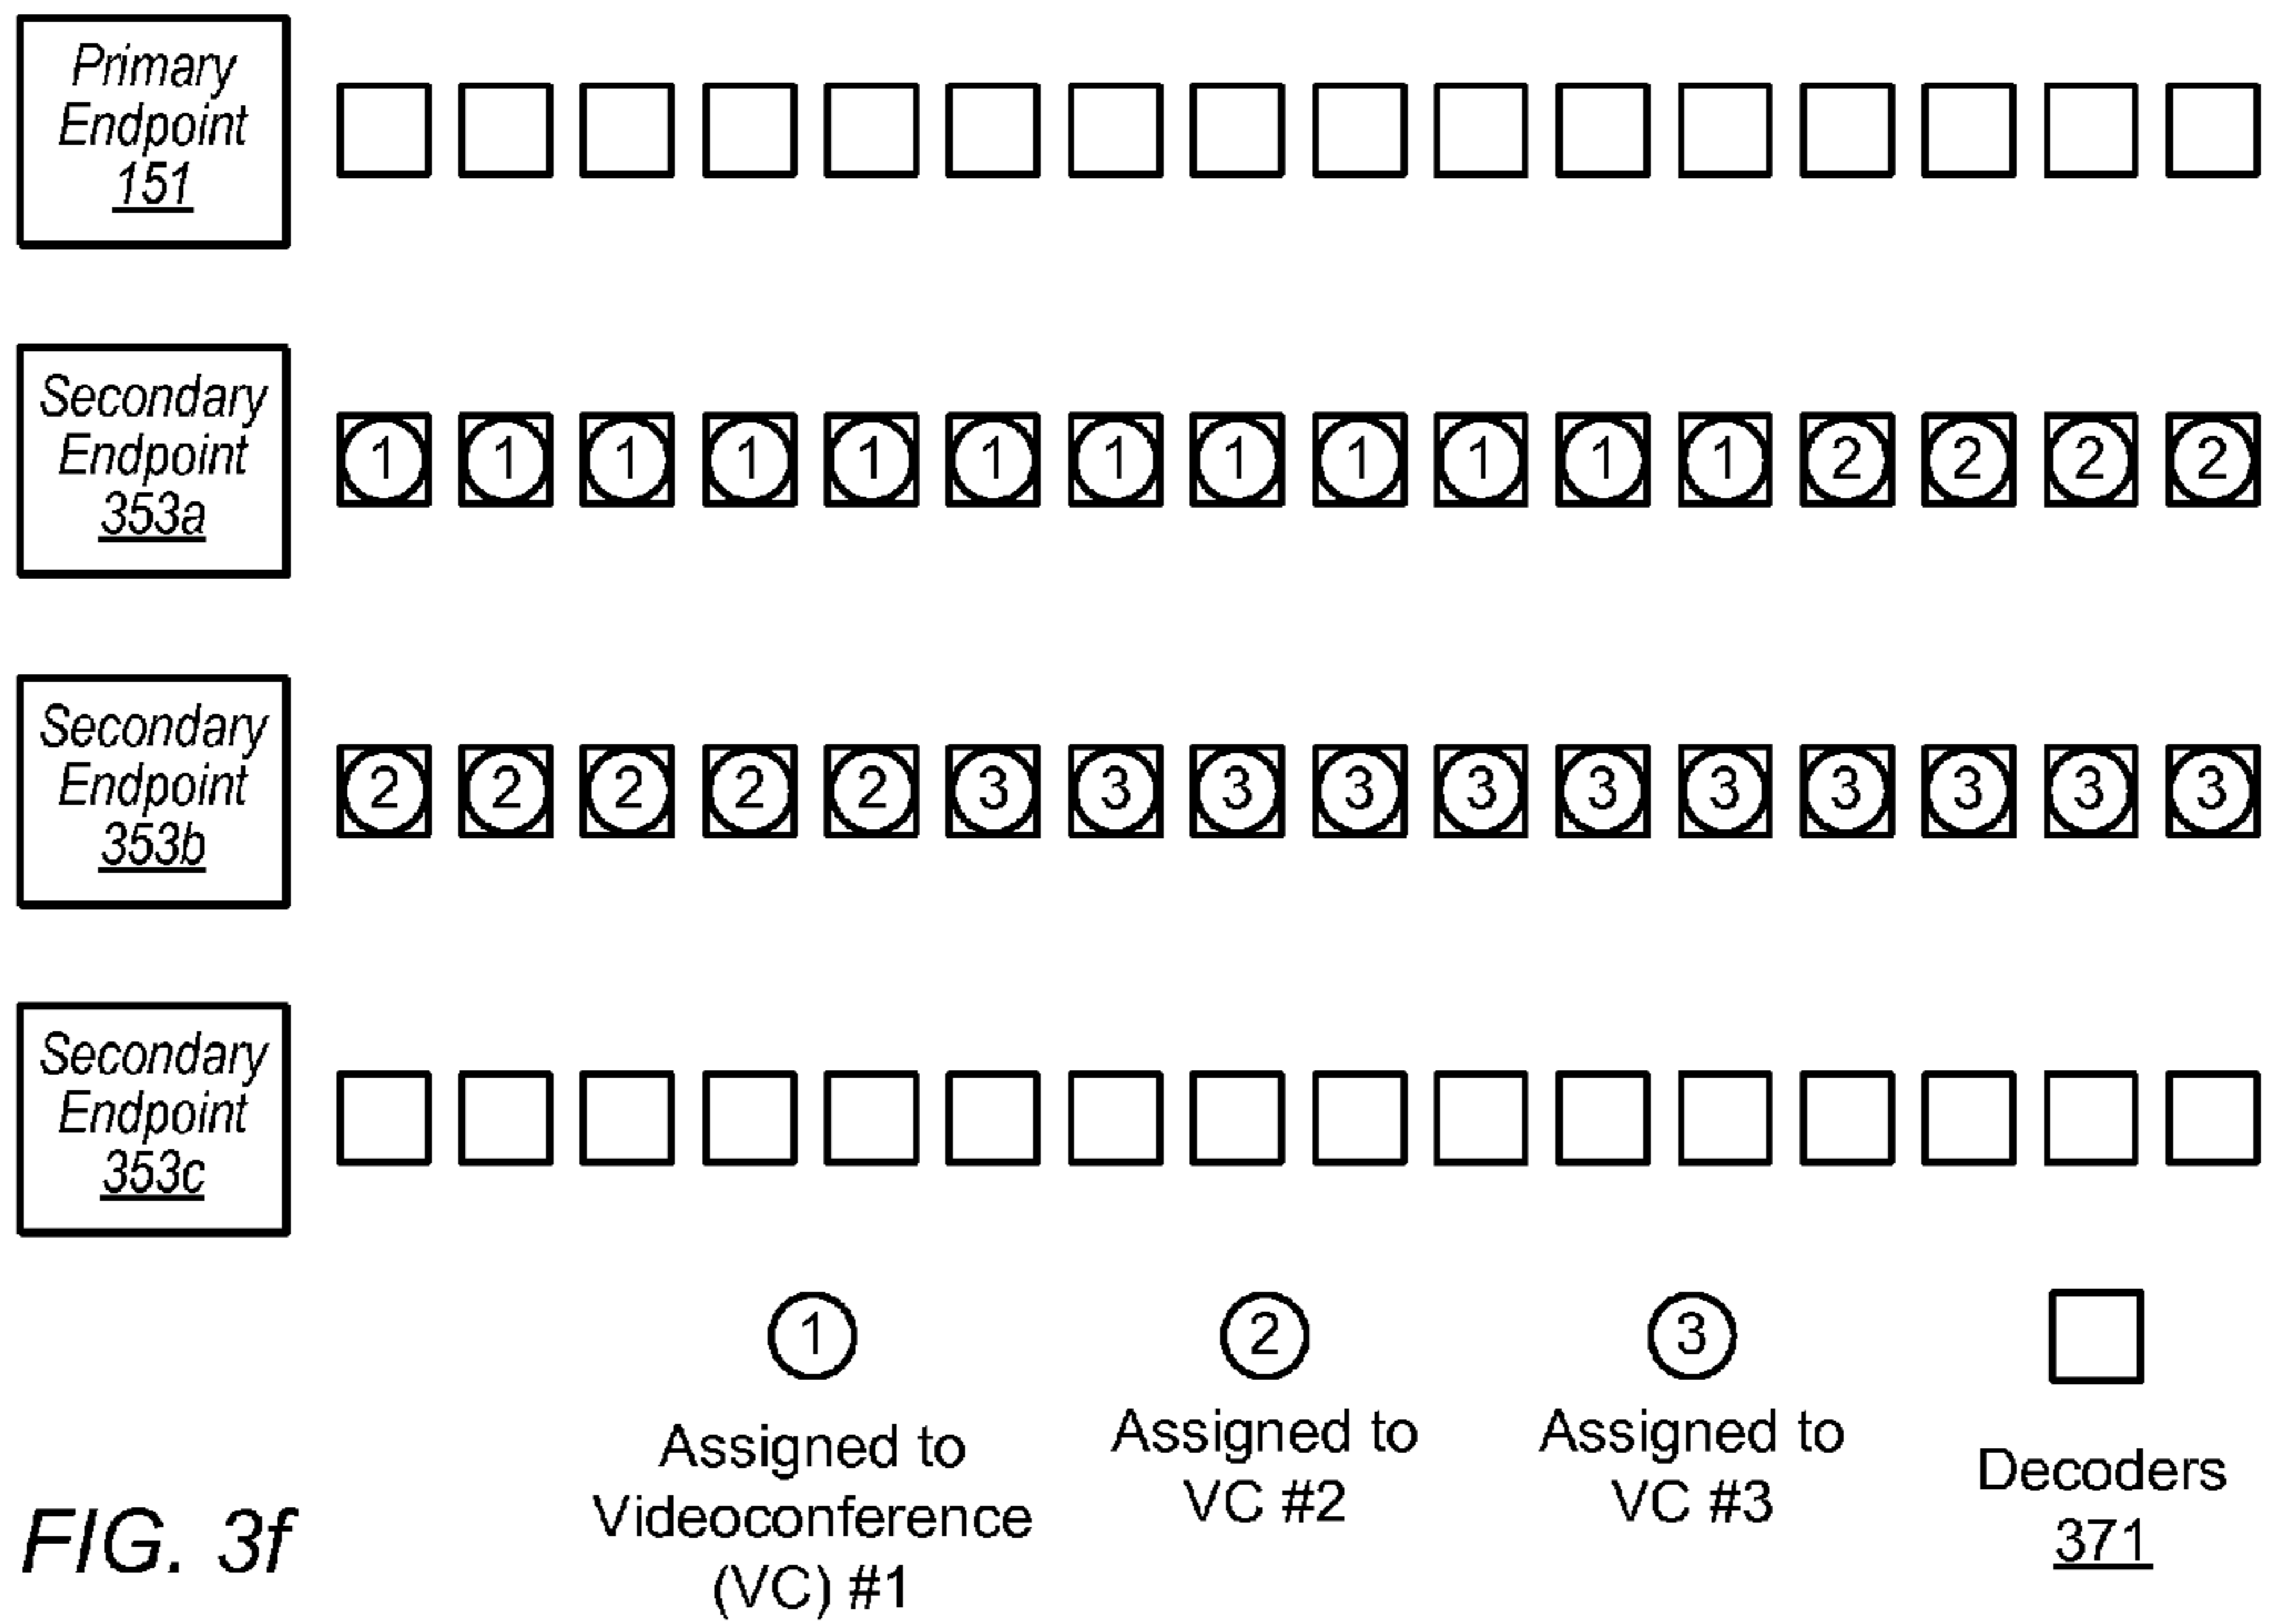 Primary
Endpoint
151
Secondary
Endpoint
353a
1 1 1 1 1 1 1 1 1 1 1 1 2 2 2 2
Secondary
Endpoint
353b
2 2 2 2 2 3 3 3 3 3 3 3 3 3 3 3
Secondary
Endpoint
353c
1
Assigned to
Videoconference
(VC) #1
2
Assigned to
VC #2
3
Assigned to
VC #3
Decoders
371
FIG. 3f